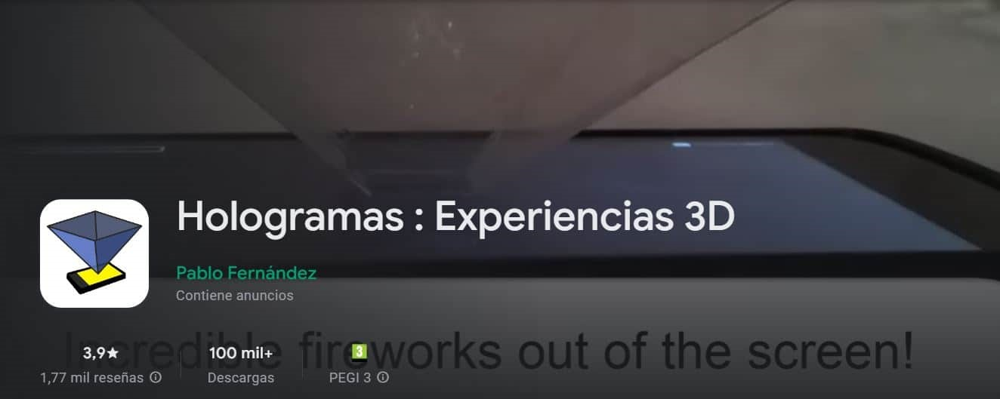 Hologramas : Experiencias 3D
Pablo Fernández
Contiene anuncios
Incredible fireworks out of the screen!
3,9★ 100 mil+ 3
1,77 mil reseñas Descargas PEGI 3